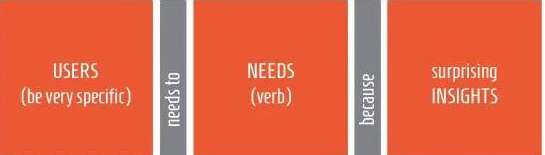 USERS
(be very specific)
needs to
NEEDS
(verb)
because
surprising
INSIGHTS